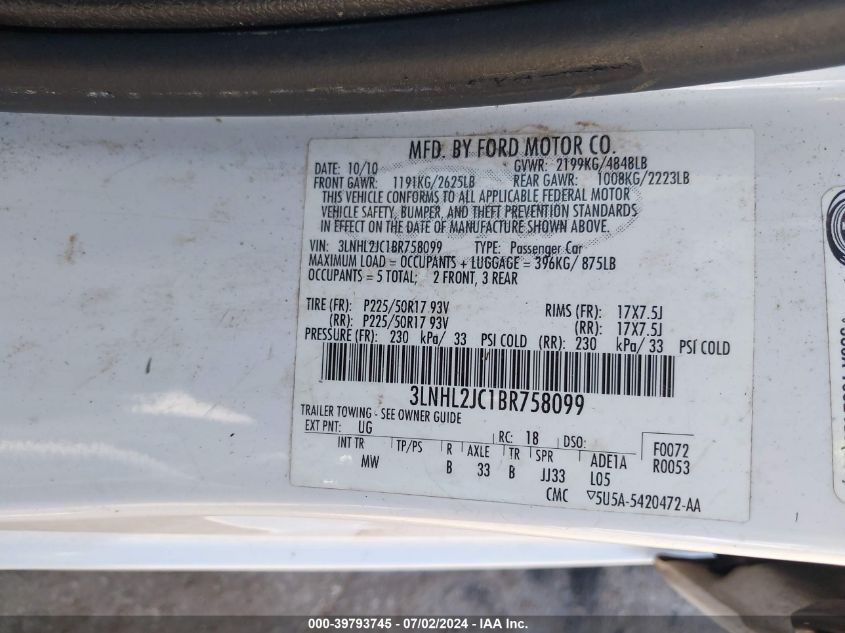 MFD. BY FORD MOTOR CO.
DATE: 10/10 GVWR: 2199KG/4848LB
FRONT GAWR: 1191KG/2625LB REAR GAWR: 1008KG/2223LB
THIS VEHICLE CONFORMS TO ALL APPLICABLE FEDERAL MOTOR
VEHICLE SAFETY, BUMPER, AND THEFT PREVENTION STANDARDS
IN EFFECT ON THE DATE OF MANUFACTURE SHOWN ABOVE.
VIN: 3LNHL2JC1BR758099 TYPE: Passenger Car
MAXIMUM LOAD = OCCUPANTS + LUGGAGE = 396KG/ 875LB
OCCUPANTS = 5 TOTAL; 2 FRONT, 3 REAR
TIRE (FR): P225/50R17 93V RIMS (FR): 17X7.5J
(RR): P225/50R17 93V (RR): 17X7.5J
PRESSURE (FR): 230 kPa/ 33 PSI COLD (RR): 230 kPa/ 33 PSI COLD
3LNHL2JC1BR758099
TRAILER TOWING - SEE OWNER GUIDE
EXT PNT: UG RC: 18 DSO: F0072
INT TR TP/PS R AXLE TR SPR ADE1A R0053
MW B 33 B JJ33 L05
CMC ▽5U5A-5420472-AA
000-39793745 - 07/02/2024 - IAA Inc.